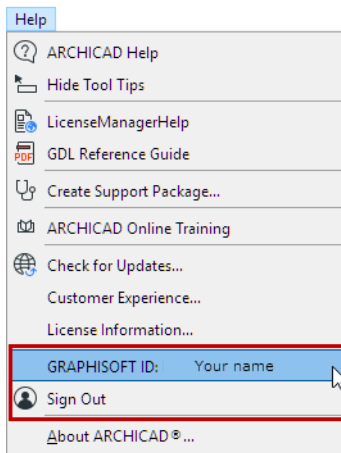 Help
ARCHICAD Help
Hide Tool Tips
LicenseManagerHelp
PDF
GDL Reference Guide
Create Support Package...
ARCHICAD Online Training
Check for Updates...
Customer Experience...
License Information...
GRAPHISOFT ID: Your name
Sign Out
About ARCHICAD®...